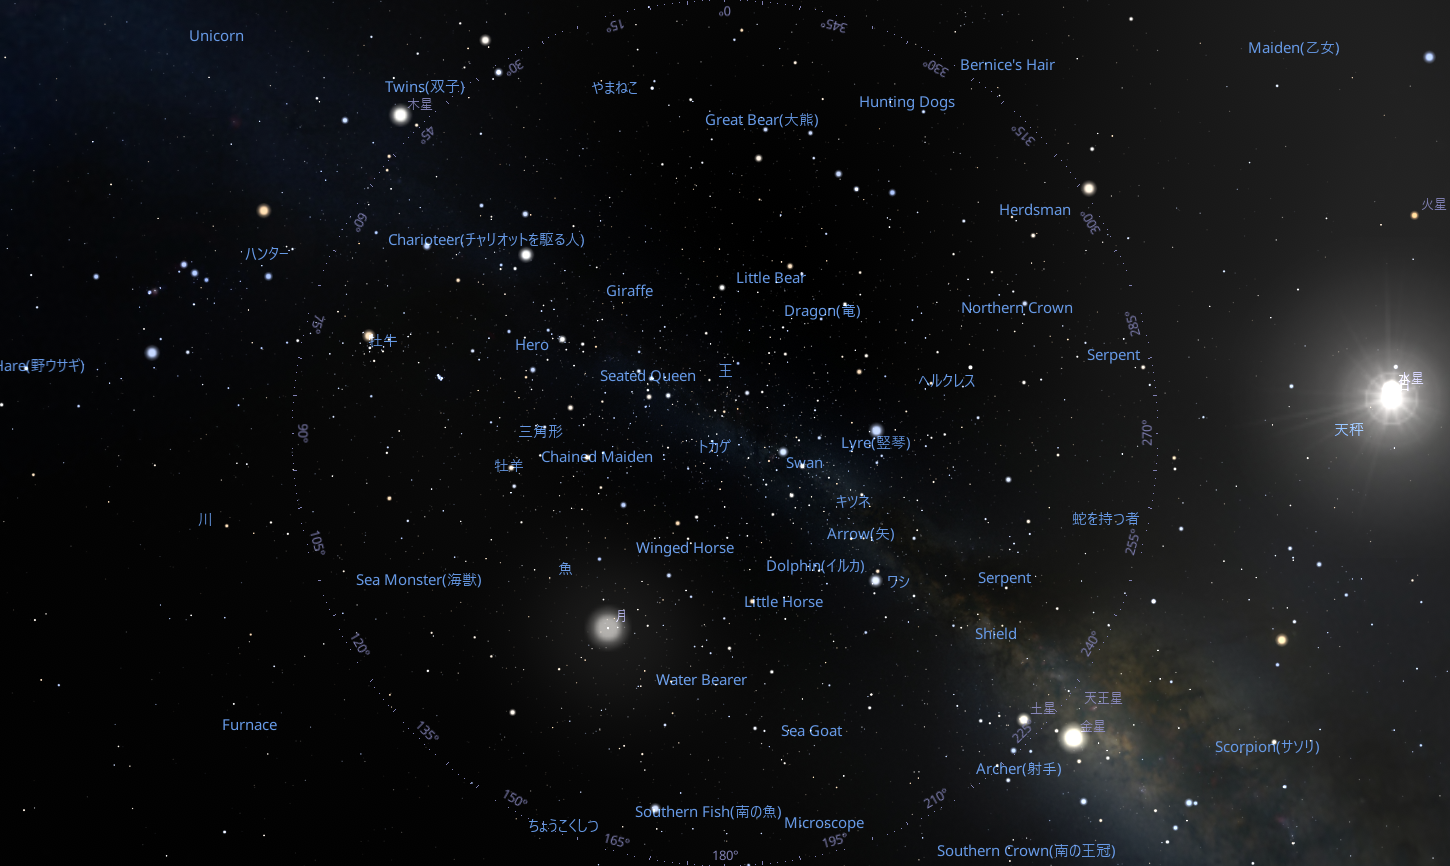 0°
15°
345°
Unicorn
Maiden(乙女)
Bernice's Hair
30°
330°
Twins(双子)
やまねこ
木星
Hunting Dogs
Great Bear(大熊)
45°
315°
火星
Herdsman
60°
300°
Charioteer(チャリオットを駆る人)
ハンター
Little Bear
Giraffe
Dragon(竜)
Northern Crown
75°
285°
牡牛
Hero
Serpent
Hare(野ウサギ)
王
Seated Queen
ヘルクレス
水星
天秤
三角形
90°
270°
トカゲ
Lyre(竪琴)
Chained Maiden
牡羊
Swan
キツネ
川
蛇を持つ者
Arrow(矢)
105°
255°
Winged Horse
魚
Dolphin(イルカ)
Sea Monster(海獣)
Serpent
ワシ
Little Horse
月
Shield
120°
240°
Water Bearer
天王星
土星
金星
Furnace
135°
Sea Goat
225°
Scorpion(サソリ)
Archer(射手)
150°
210°
Southern Fish(南の魚)
ちょうこくしつ
Microscope
165°
195°
180°
Southern Crown(南の王冠)